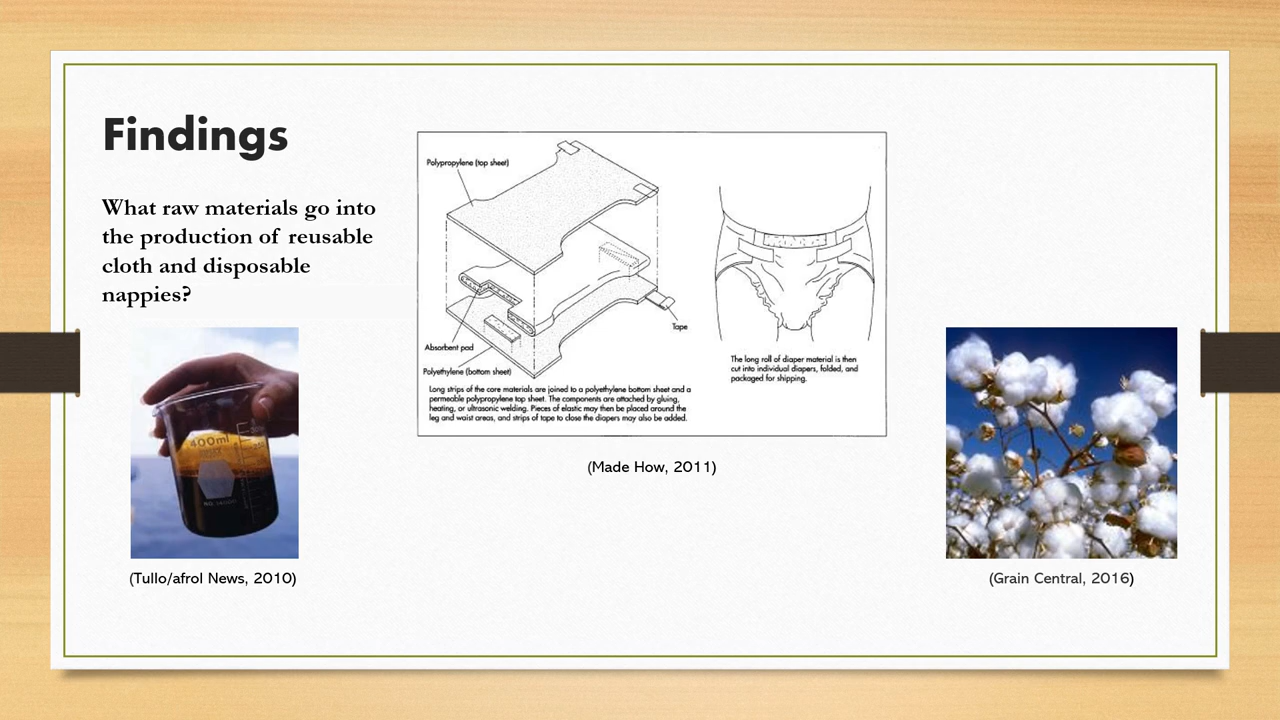 Findings
What raw materials go into
the production of reusable
cloth and disposable
nappies?
Polypropylene (top sheet)
Absorbent pad
Polyethylene (bottom sheet)
Tape
Long strips of the core materials are joined to a polyethylene bottom sheet and a
permeable polypropylene top sheet. The components are attached by gluing,
heating, or ultrasonic welding. Pieces of elastic may then be placed around the
leg and waist areas, and strips of tape to close the diapers may also be added.
The long roll of diaper material is then
cut into individual diapers, folded, and
packaged for shipping.
(Made How, 2011)
400ml
(Tullo/afrol News, 2010)
(Grain Central, 2016)